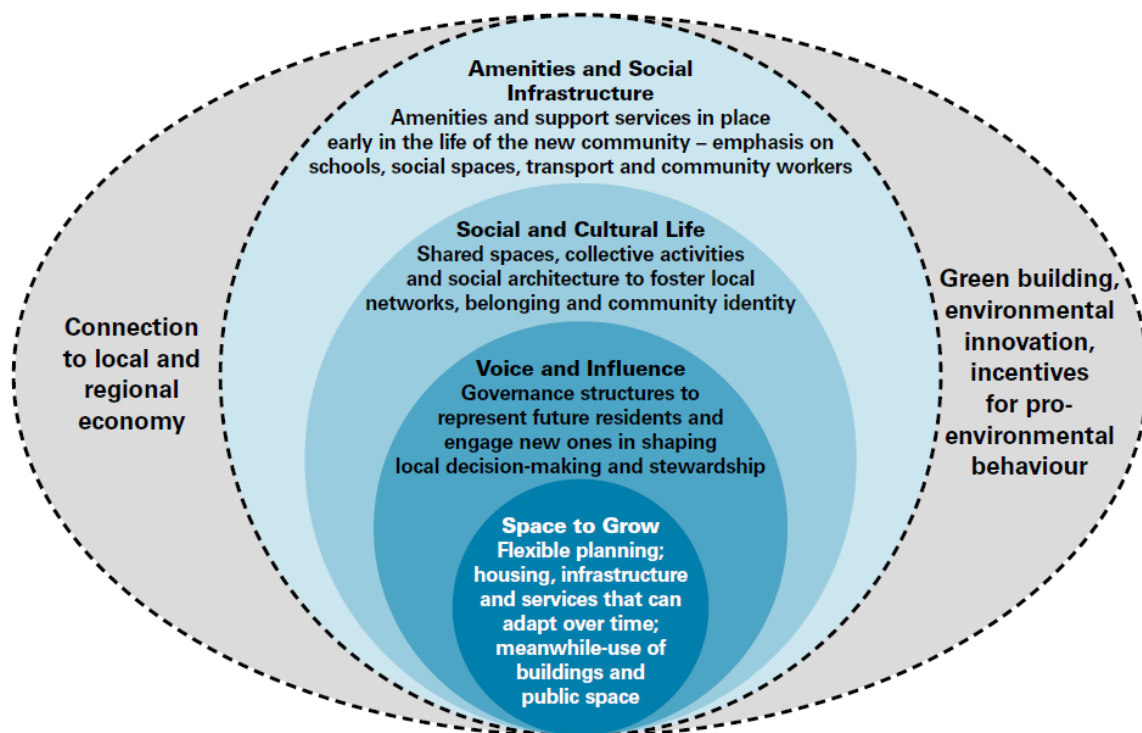 Amenities and Social
Infrastructure
Amenities and support services in place
early in the life of the new community – emphasis on
schools, social spaces, transport and community workers
Social and Cultural Life
Shared spaces, collective activities
and social architecture to foster local
networks, belonging and community identity
Voice and Influence
Governance structures to
represent future residents and
engage new ones in shaping
local decision-making and stewardship
Space to Grow
Flexible planning;
housing, infrastructure
and services that can
adapt over time;
meanwhile-use of
buildings and
public space
Connection
to local and
regional
economy
Green building,
environmental
innovation,
incentives
for pro-
environmental
behaviour